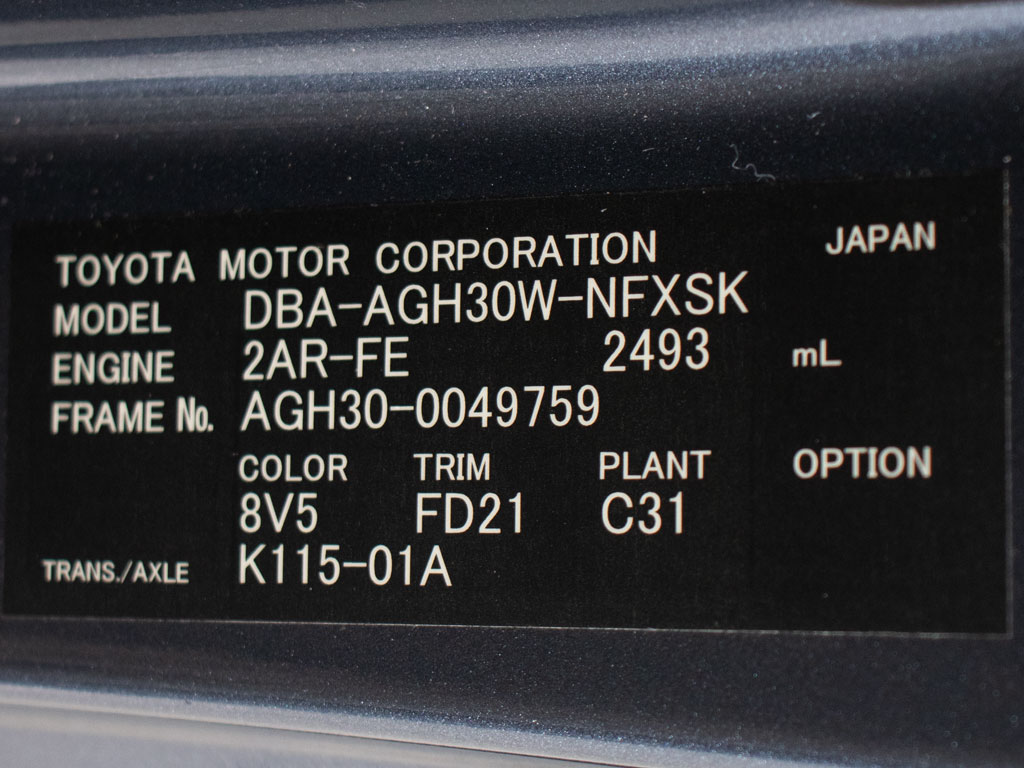 TOYOTA MOTOR CORPORATION JAPAN
MODEL DBA-AGH30W-NFXSK
ENGINE 2AR-FE 2493 mL
FRAME No. AGH30-0049759
COLOR TRIM PLANT OPTION
8V5 FD21 C31
TRANS./AXLE K115-01A